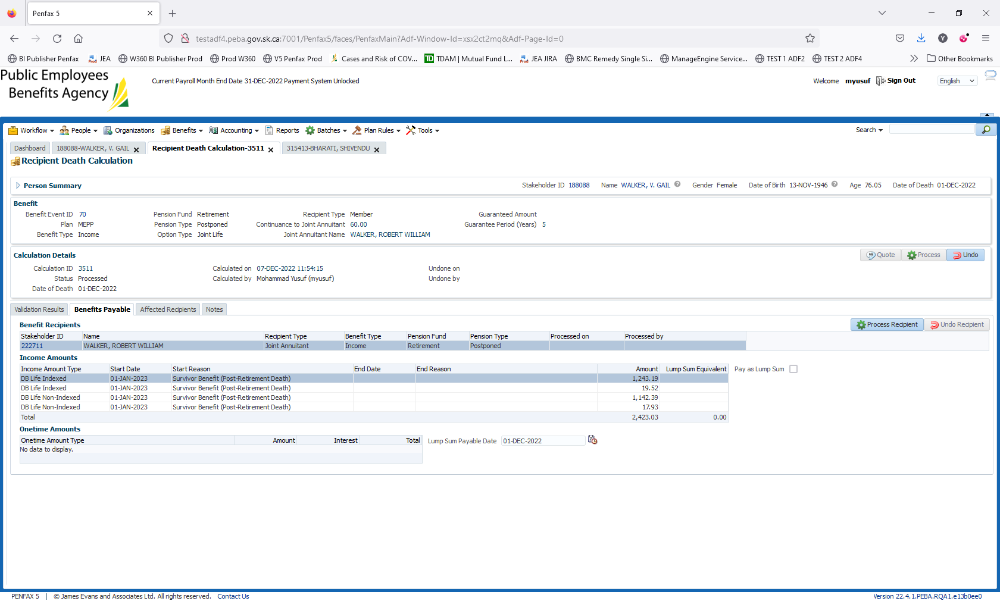 Penfax 5
testadf4.peba.gov.sk.ca:7001/Penfax5/faces/PenfaxMain?Adf-Window-Id=xsx2ct2mq&Adf-Page-Id=0
BI Publisher Penfax JEA W360 BI Publisher Prod Prod W360 V5 Penfax Prod Cases and Risk of COV... TD TDAM | Mutual Fund L... JEA JIRA BMC Remedy Single Si... ManageEngine Service... TEST 1 ADF2 TEST 2 ADF4 Other Bookmarks
Public Employees
Benefits Agency
Current Payroll Month End Date 31-DEC-2022 Payment System Unlocked
Welcome myusuf Sign Out English
Workflow People Organizations Benefits Accounting Reports Batches Plan Rules Tools Search
Dashboard 188088-WALKER, V. GAIL Recipient Death Calculation-3511 315413-BHARATI, SHIVENDU
Recipient Death Calculation
Person Summary Stakeholder ID 188088 Name WALKER, V. GAIL Gender Female Date of Birth 13-NOV-1946 Age 76.05 Date of Death 01-DEC-2022
Benefit
Benefit Event ID 70 Pension Fund Retirement Recipient Type Member Guaranteed Amount
Plan MEPP Pension Type Postponed Continuance to Joint Annuitant 60.00 Guarantee Period (Years) 5
Benefit Type Income Option Type Joint Life Joint Annuitant Name WALKER, ROBERT WILLIAM
Calculation Details Quote Process Undo
Calculation ID 3511 Calculated on 07-DEC-2022 11:54:15 Undone on
Status Processed Calculated by Mohammad Yusuf (myusuf) Undone by
Date of Death 01-DEC-2022
Validation Results Benefits Payable Affected Recipients Notes
Benefit Recipients Process Recipient Undo Recipient
Stakeholder ID Name Recipient Type Benefit Type Pension Fund Pension Type Processed on Processed by
222711 WALKER, ROBERT WILLIAM Joint Annuitant Income Retirement Postponed
Income Amounts
Income Amount Type Start Date Start Reason End Date End Reason Amount Lump Sum Equivalent Pay as Lump Sum
DB Life Indexed 01-JAN-2023 Survivor Benefit (Post-Retirement Death) 1,243.19
DB Life Indexed 01-JAN-2023 Survivor Benefit (Post-Retirement Death) 19.52
DB Life Non-Indexed 01-JAN-2023 Survivor Benefit (Post-Retirement Death) 1,142.39
DB Life Non-Indexed 01-JAN-2023 Survivor Benefit (Post-Retirement Death) 17.93
Total 2,423.03 0.00
Onetime Amounts
Onetime Amount Type Amount Interest Total Lump Sum Payable Date 01-DEC-2022
No data to display.
PENFAX 5 | © James Evans and Associates Ltd. All rights reserved. Contact Us Version 22.4.1.PEBA.RQA1.e13b0ee0